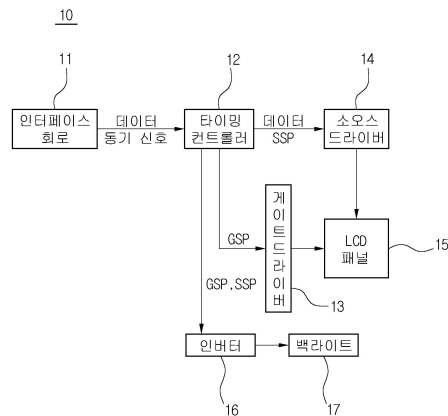 10
11
12
14
인터페이스
회로
데이터
동기 신호
타이밍
컨트롤러
데이터
SSP
소오스
드라이버
게이트드라이버
GSP
LCD
패널
15
GSP,SSP
13
인버터
백라이트
16
17